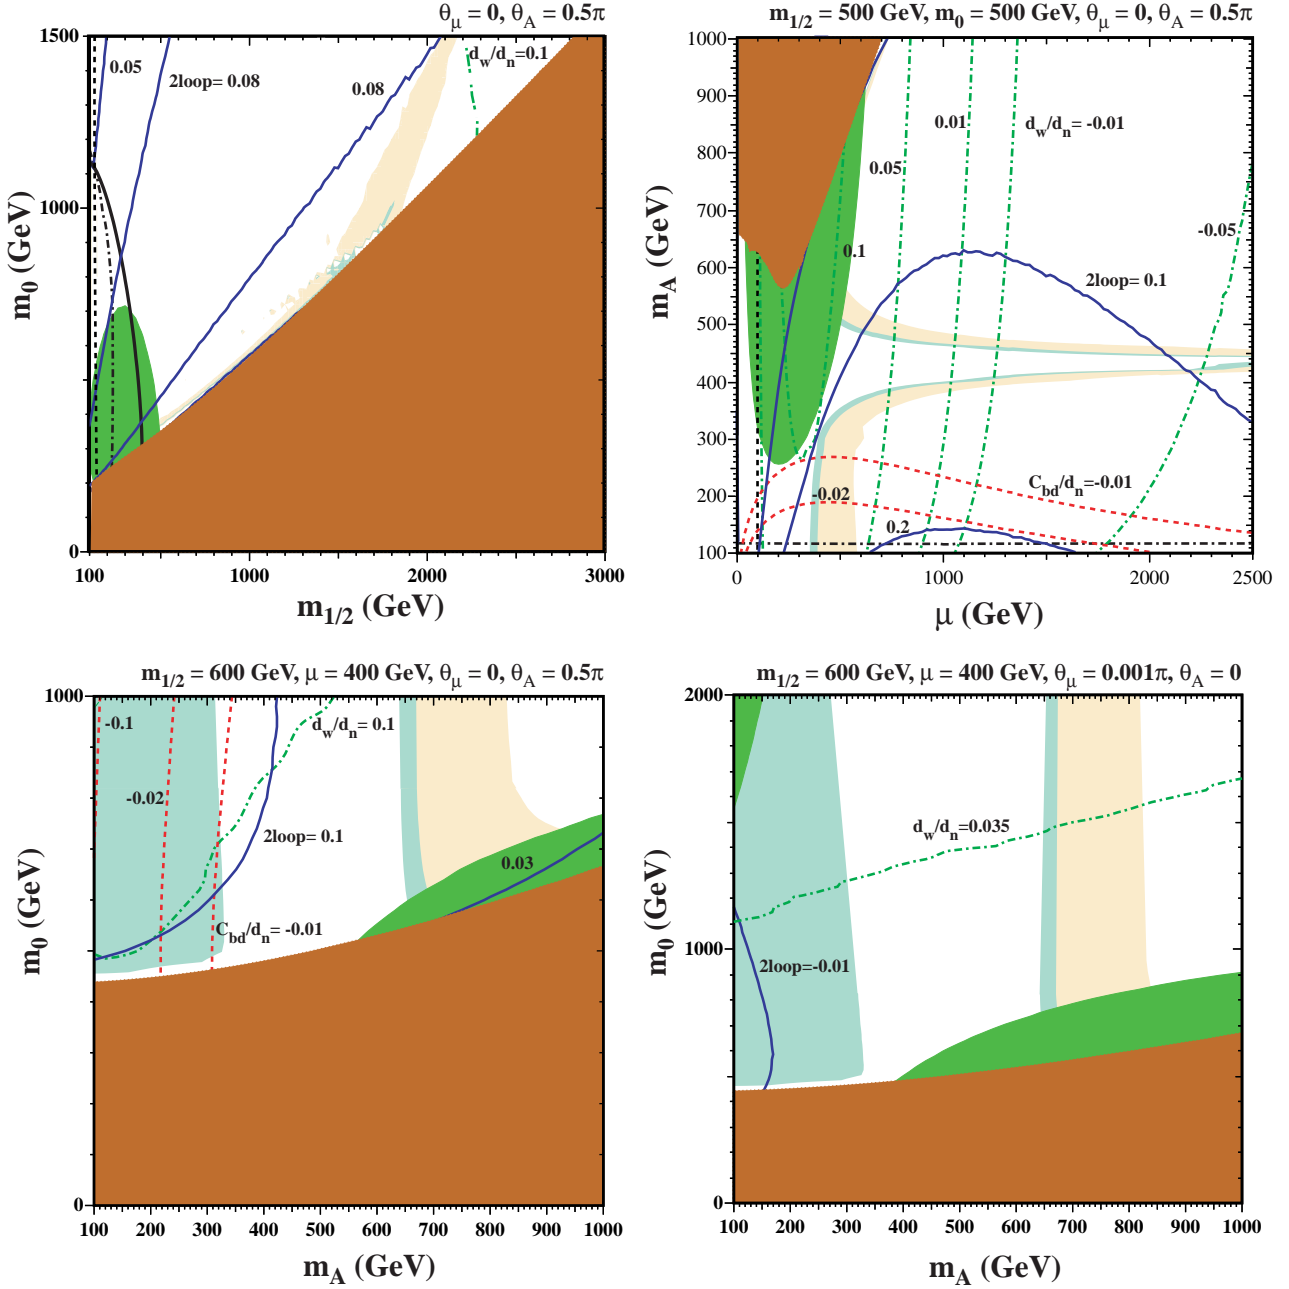 θμ = 0, θA = 0.5π
1500
1000
0
m0 (GeV)
0.05
2loop= 0.08
0.08
dw/dn=0.1
100
1000
2000
3000
m1/2 (GeV)
m1/2 = 500 GeV, m0 = 500 GeV, θμ = 0, θA = 0.5π
1000
900
800
700
600
500
400
300
200
100
mA (GeV)
0.01
dw/dn= -0.01
0.05
-0.05
0.1
2loop= 0.1
Cbd/dn=-0.01
-0.02
0.2
0
1000
2000
2500
μ (GeV)
m1/2 = 600 GeV, μ = 400 GeV, θμ = 0, θA = 0.5π
1000
0
m0 (GeV)
-0.1
dw/dn= 0.1
-0.02
2loop= 0.1
0.03
Cbd/dn= -0.01
100
200
300
400
500
600
700
800
900
1000
mA (GeV)
m1/2 = 600 GeV, μ = 400 GeV, θμ = 0.001π, θA = 0
2000
1000
0
m0 (GeV)
dw/dn=0.035
2loop=-0.01
100
200
300
400
500
600
700
800
900
1000
mA (GeV)